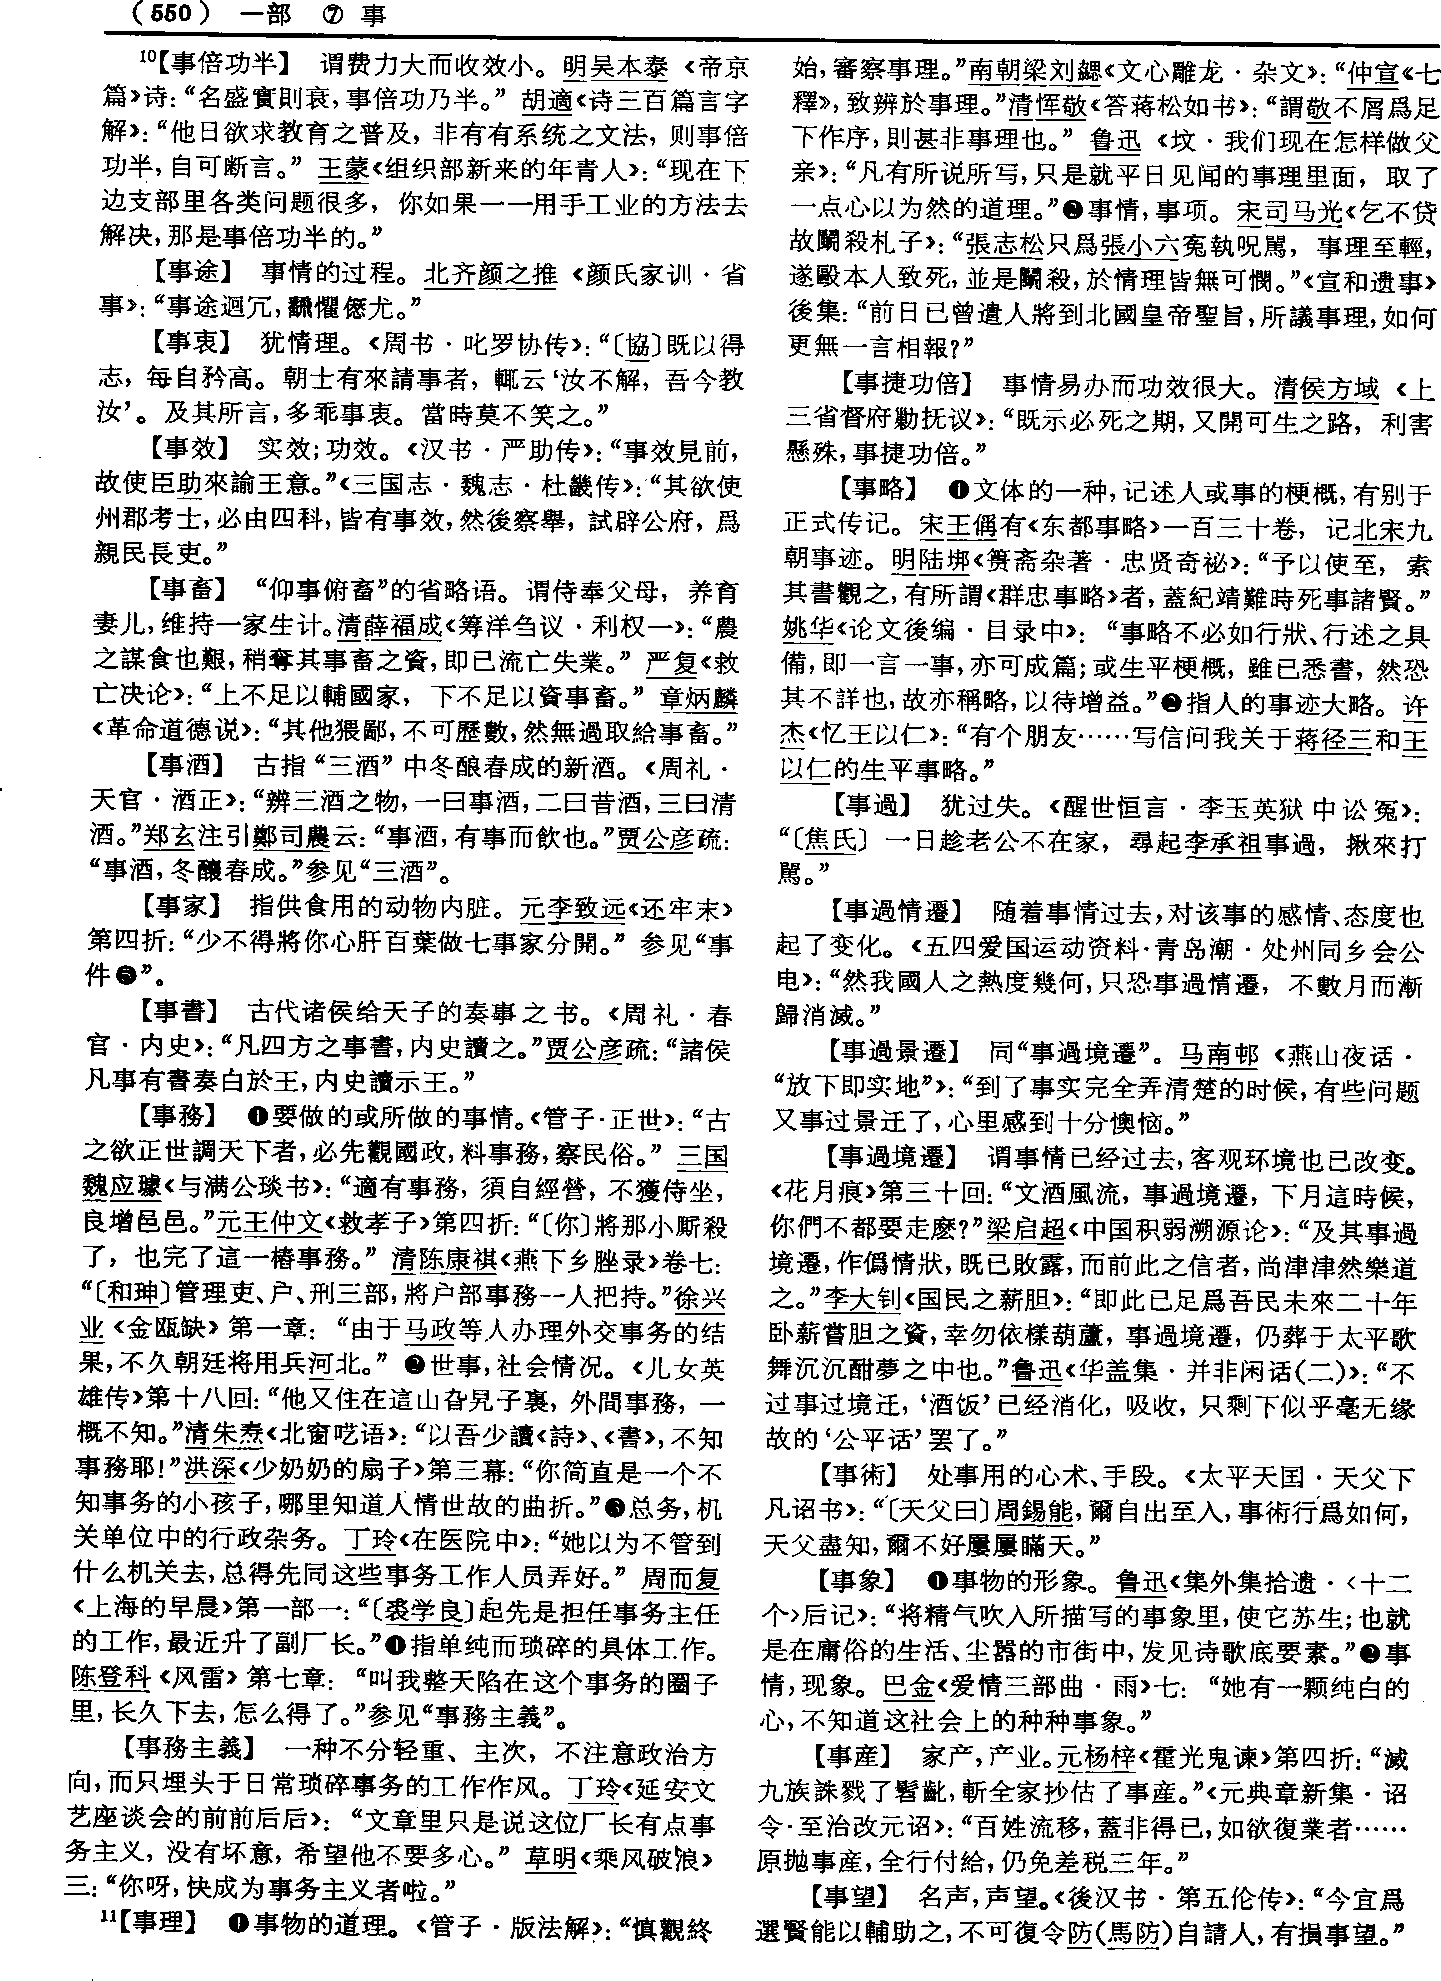 （550） 一部 ⑦ 事
10【事倍功半】 谓费力大而收效小。明吴本泰《帝京
篇》诗：“名盛實則衰，事倍功乃半。” 胡適《诗三百篇言字
解》：“他日欲求教育之普及，非有有系统之文法，则事倍
功半，自可断言。” 王蒙《组织部新来的年青人》：“现在下
边支部里各类问题很多，你如果一一用手工业的方法去
解决，那是事倍功半的。”
【事途】 事情的过程。北齐颜之推《颜氏家训·省
事》：“事途迴冗，飜懼僽尤。”
【事衷】 犹情理。《周书·叱罗协传》：“〔協〕既以得
志，每自矜高。朝士有來請事者，輒云‘汝不解，吾今教
汝’。及其所言，多乖事衷。當時莫不笑之。”
【事效】 实效；功效。《汉书·严助传》：“事效見前，
故使臣助來諭王意。”《三国志·魏志·杜畿传》：“其欲使
州郡考士，必由四科，皆有事效，然後察舉，試辟公府，爲
親民長吏。”
【事畜】 “仰事俯畜”的省略语。谓侍奉父母，养育
妻儿，维持一家生计。清薛福成《筹洋刍议·利权一》：“農
之謀食也艱，稍奪其事畜之資，即已流亡失業。” 严复《救
亡决论》：“上不足以輔國家，下不足以資事畜。” 章炳麟
《革命道德说》：“其他猥鄙，不可歷數，然無過取給事畜。”
【事酒】 古指“三酒”中冬酿春成的新酒。《周礼·
天官·酒正》：“辨三酒之物，一曰事酒，二曰昔酒，三曰清
酒。”郑玄注引鄭司農云：“事酒，有事而飲也。”贾公彦疏：
“事酒，冬釀春成。”参见“三酒”。
【事家】 指供食用的动物内脏。元李致远《还牢末》
第四折：“少不得將你心肝百葉做七事家分開。” 参见“事
件❺”。
【事書】 古代诸侯给天子的奏事之书。《周礼·春
官·内史》：“凡四方之事書，内史讀之。”贾公彦疏：“諸侯
凡事有書奏白於王，内史讀示王。”
【事務】 ❶要做的或所做的事情。《管子·正世》：“古
之欲正世調天下者，必先觀國政，料事務，察民俗。” 三国
魏应璩《与满公琰书》：“適有事務，須自經營，不獲侍坐，
良增邑邑。”元王仲文《救孝子》第四折：“〔你〕將那小厮殺
了，也完了這一樁事務。” 清陈康祺《燕下乡脞录》卷七：
“〔和珅〕管理吏、户、刑三部，將户部事務一人把持。”徐兴
业《金瓯缺》第一章：“由于马政等人办理外交事务的结
果，不久朝廷将用兵河北。” ❷世事，社会情况。《儿女英
雄传》第十八回：“他又住在這山旮旯子裏，外間事務，一
概不知。”清朱焘《北窗呓语》：“以吾少讀《詩》、《書》，不知
事務耶！”洪深《少奶奶的扇子》第三幕：“你简直是一个不
知事务的小孩子，哪里知道人情世故的曲折。”❸总务，机
关单位中的行政杂务。丁玲《在医院中》：“她以为不管到
什么机关去，总得先同这些事务工作人员弄好。” 周而复
《上海的早晨》第一部一：“〔裘学良〕起先是担任事务主任
的工作，最近升了副厂长。”❹指单纯而琐碎的具体工作。
陈登科《风雷》第七章：“叫我整天陷在这个事务的圈子
里，长久下去，怎么得了。”参见“事務主義”。
【事務主義】 一种不分轻重、主次，不注意政治方
向，而只埋头于日常琐碎事务的工作作风。丁玲《延安文
艺座谈会的前前后后》：“文章里只是说这位厂长有点事
务主义，没有坏意，希望他不要多心。” 草明《乘风破浪》
三：“你呀，快成为事务主义者啦。”
11【事理】 ❶事物的道理。《管子·版法解》：“慎觀終
始，審察事理。”南朝梁刘勰《文心雕龙·杂文》：“仲宣《七
釋》，致辨於事理。”清恽敬《答蒋松如书》：“謂敬不屑爲足
下作序，則甚非事理也。” 鲁迅《坟·我们现在怎样做父
亲》：“凡有所说所写，只是就平日见闻的事理里面，取了
一点心以为然的道理。”❷事情，事项。宋司马光《乞不贷
故鬭殺札子》：“張志松只爲張小六冤執呪駡，事理至輕，
遂毆本人致死，並是鬭殺，於情理皆無可憫。”《宣和遗事》
後集：“前日已曾遣人將到北國皇帝聖旨，所議事理，如何
更無一言相報？”
【事捷功倍】 事情易办而功效很大。清侯方域《上
三省督府勦抚议》：“既示必死之期，又開可生之路，利害
懸殊，事捷功倍。”
【事略】 ❶文体的一种，记述人或事的梗概，有别于
正式传记。宋王偁有《东都事略》一百三十卷，记北宋九
朝事迹。明陆垹《篑斋杂著·忠贤奇祕》：“予以使至，索
其書觀之，有所謂《群忠事略》者，蓋紀靖難時死事諸賢。”
姚华《论文後编·目录中》：“事略不必如行狀、行述之具
備，即一言一事，亦可成篇；或生平梗概，雖已悉書，然恐
其不詳也，故亦稱略，以待增益。”❷指人的事迹大略。许
杰《忆王以仁》：“有个朋友……写信问我关于蒋径三和王
以仁的生平事略。”
【事過】 犹过失。《醒世恒言·李玉英狱中讼冤》：
“〔焦氏〕一日趁老公不在家，尋起李承祖事過，揪來打
駡。”
【事過情遷】 随着事情过去，对该事的感情、态度也
起了变化。《五四爱国运动资料·青岛潮·处州同乡会公
电》：“然我國人之熱度幾何，只恐事過情遷，不數月而漸
歸消滅。”
【事過景遷】 同“事過境遷”。马南邨《燕山夜话·
“放下即实地”》：“到了事实完全弄清楚的时候，有些问题
又事过景迁了，心里感到十分懊恼。”
【事過境遷】 谓事情已经过去，客观环境也已改变。
《花月痕》第三十回：“文酒風流，事過境遷，下月這時候，
你們不都要走麽？”梁启超《中国积弱溯源论》：“及其事過
境遷，作僞情狀，既已敗露，而前此之信者，尚津津然樂道
之。”李大钊《国民之薪胆》：“即此已足爲吾民未來二十年
卧薪嘗胆之資，幸勿依樣葫蘆，事過境遷，仍葬于太平歌
舞沉沉酣夢之中也。”鲁迅《华盖集·并非闲话（二）》：“不
过事过境迁，‘酒饭’已经消化，吸收，只剩下似乎毫无缘
故的‘公平话’罢了。”
【事術】 处事用的心术、手段。《太平天囯·天父下
凡诏书》：“〔天父曰〕周錫能，爾自出至入，事術行爲如何，
天父盡知，爾不好屢屢瞞天。”
【事象】 ❶事物的形象。鲁迅《集外集拾遗·〈十二
个〉后记》：“将精气吹入所描写的事象里，使它苏生；也就
是在庸俗的生活、尘嚣的市街中，发见诗歌底要素。”❷事
情，现象。巴金《爱情三部曲·雨》七：“她有一颗纯白的
心，不知道这社会上的种种事象。”
【事産】 家产，产业。元杨梓《霍光鬼谏》第四折：“滅
九族誅戮了髫齔，斬全家抄估了事産。”《元典章新集·诏
令·至治改元诏》：“百姓流移，蓋非得已，如欲復業者……
原抛事産，全行付給，仍免差税三年。”
【事望】 名声，声望。《後汉书·第五伦传》：“今宜爲
選賢能以輔助之，不可復令防（馬防）自請人，有損事望。”